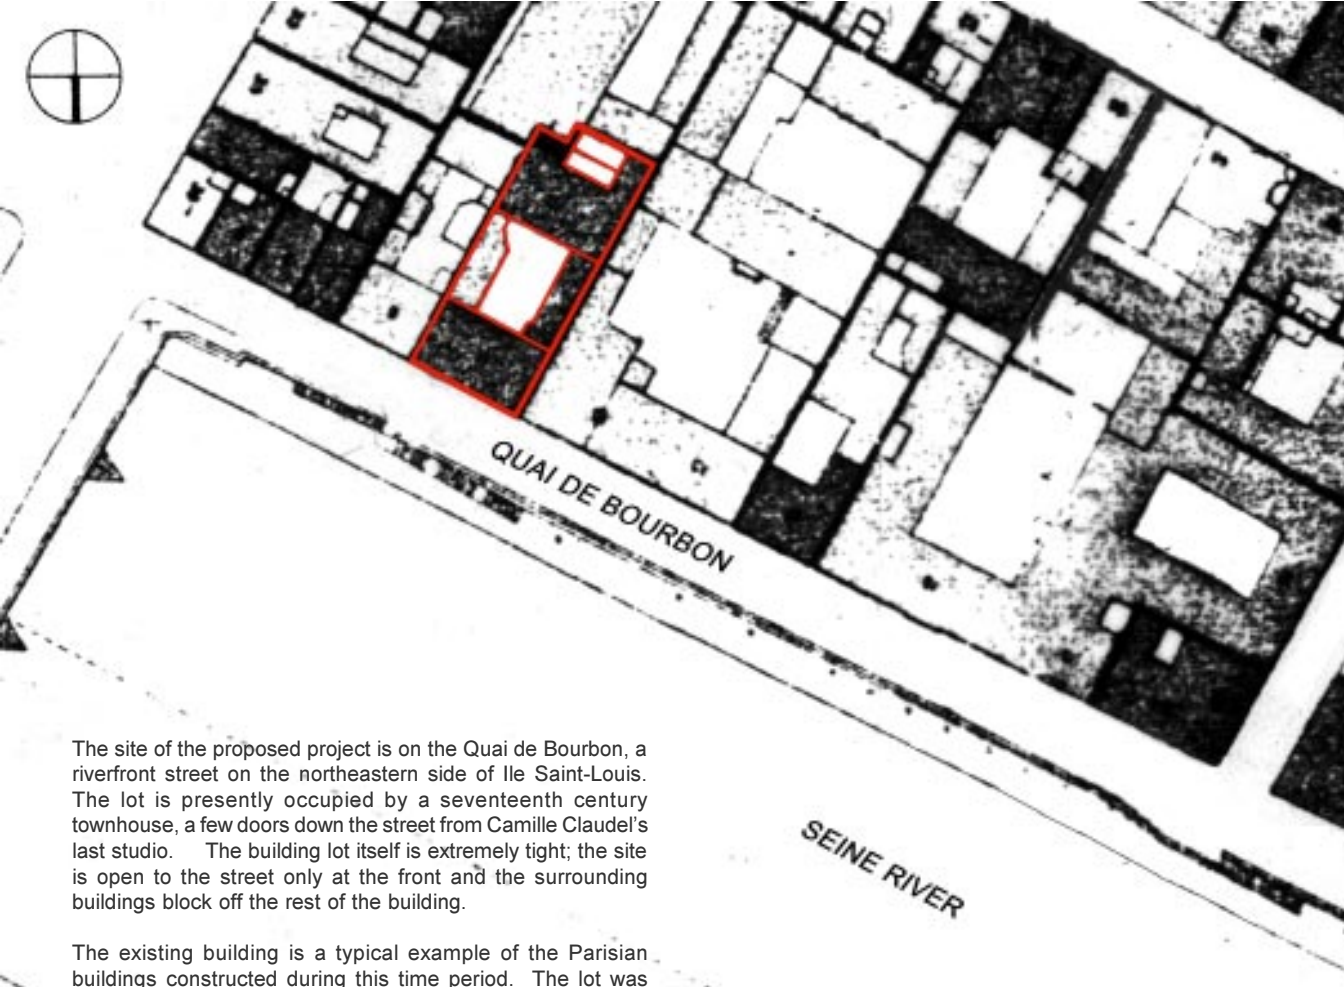 QUAI DE BOURBON
SEINE RIVER
The site of the proposed project is on the Quai de Bourbon, a
riverfront street on the northeastern side of Ile Saint-Louis.
The lot is presently occupied by a seventeenth century
townhouse, a few doors down the street from Camille Claudel’s
last studio. The building lot itself is extremely tight; the site
is open to the street only at the front and the surrounding
buildings block off the rest of the building.
The existing building is a typical example of the Parisian
buildings constructed during this time period. The lot was